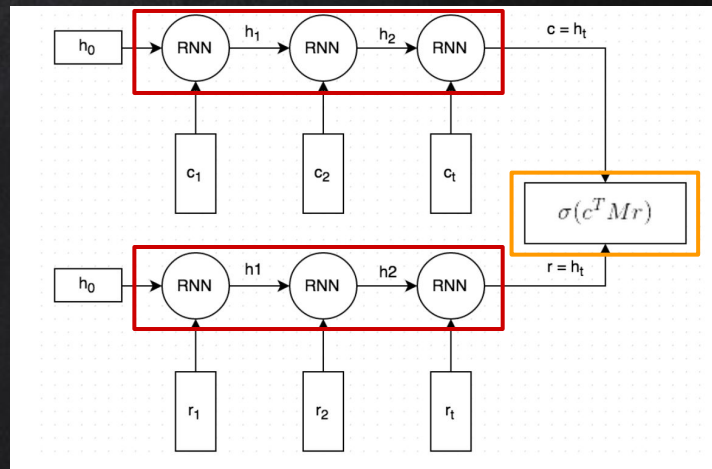 h₀ RNN h₁ RNN h₂ RNN c = hₜ
c₁ c₂ cₜ
σ(cᵀMr)
h₀ RNN h1 RNN h2 RNN r = hₜ
r₁ r₂ rₜ